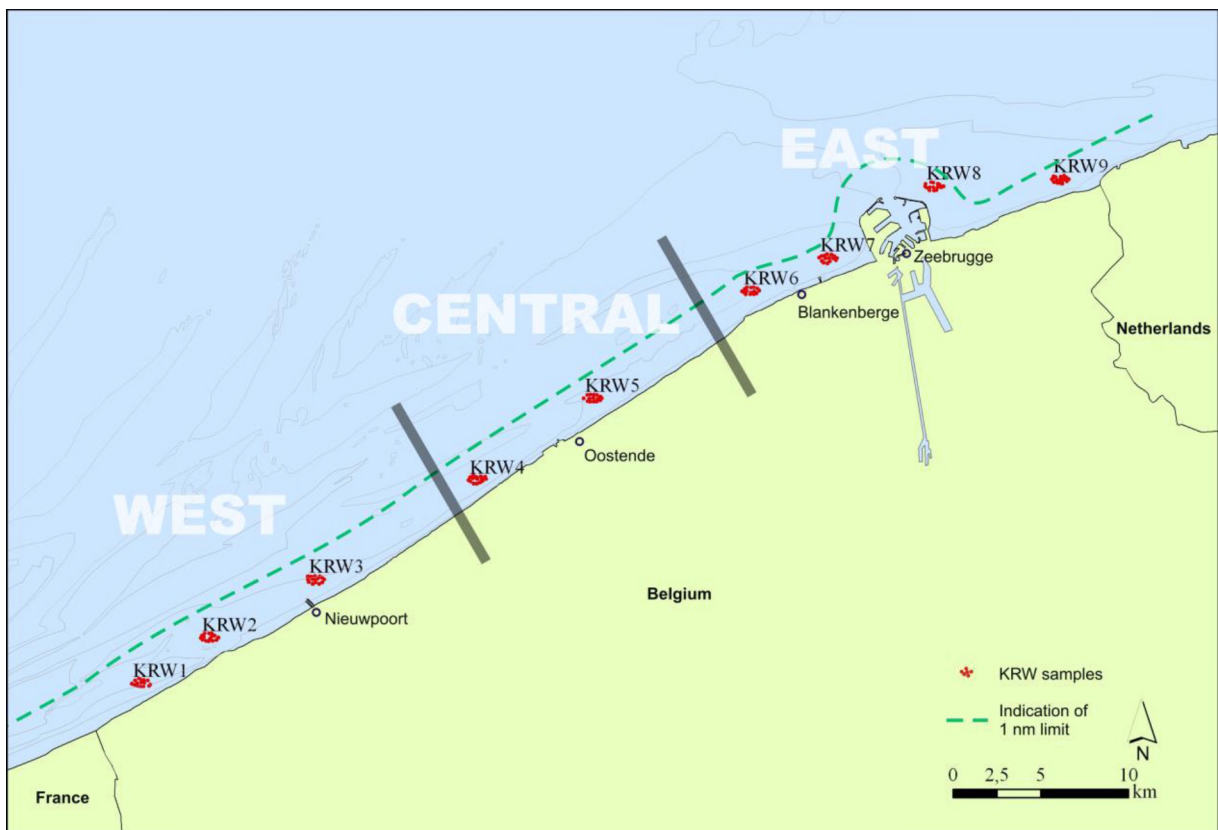 EAST
KRW8
KRW9
KRW7
Zeebrugge
KRW6
Blankenberge
CENTRAL
Netherlands
KRW5
Oostende
KRW4
WEST
KRW3
Belgium
Nieuwpoort
KRW2
KRW1
KRW samples
Indication of
1 nm limit
N
0 2,5 5 10
km
France